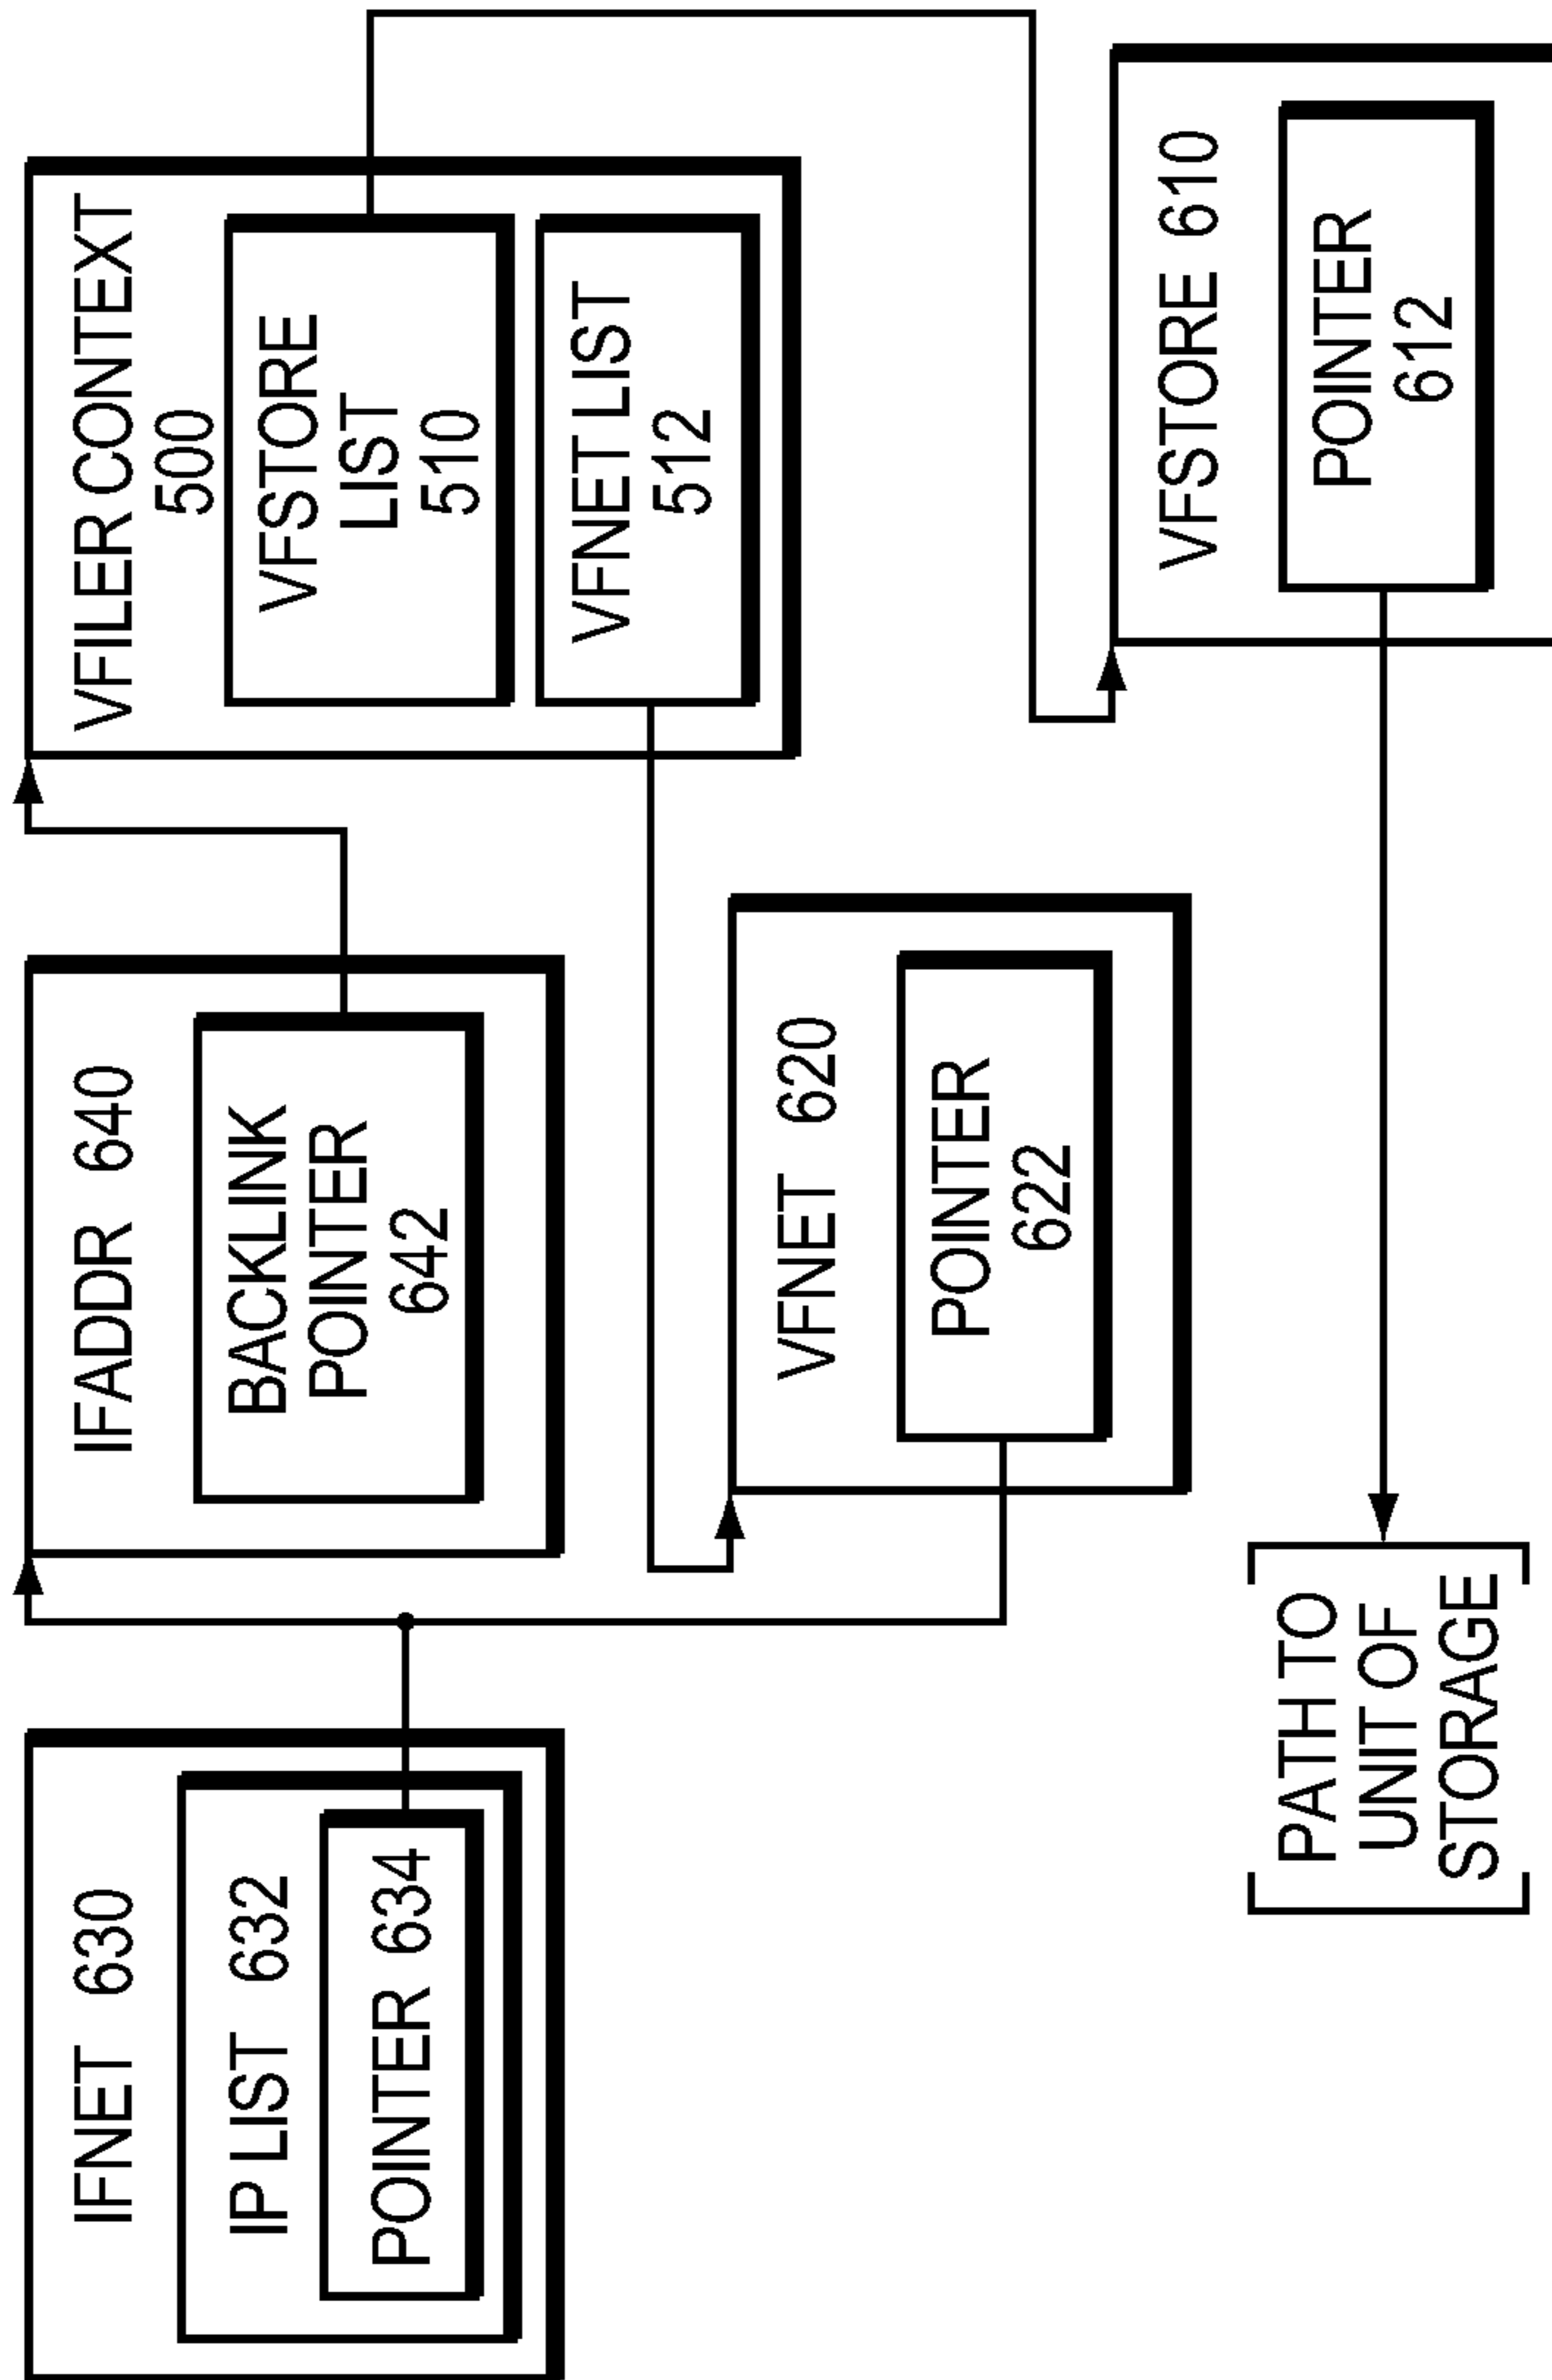 IFNET 630
IP LIST 632
POINTER 634
IFADDR 640
BACKLINK
POINTER
642
VFILER CONTEXT
500
VFSTORE
LIST
510
VFNET LIST
512
VFNET 620
POINTER
622
VFSTORE 610
POINTER
612
PATH TO
UNIT OF
STORAGE